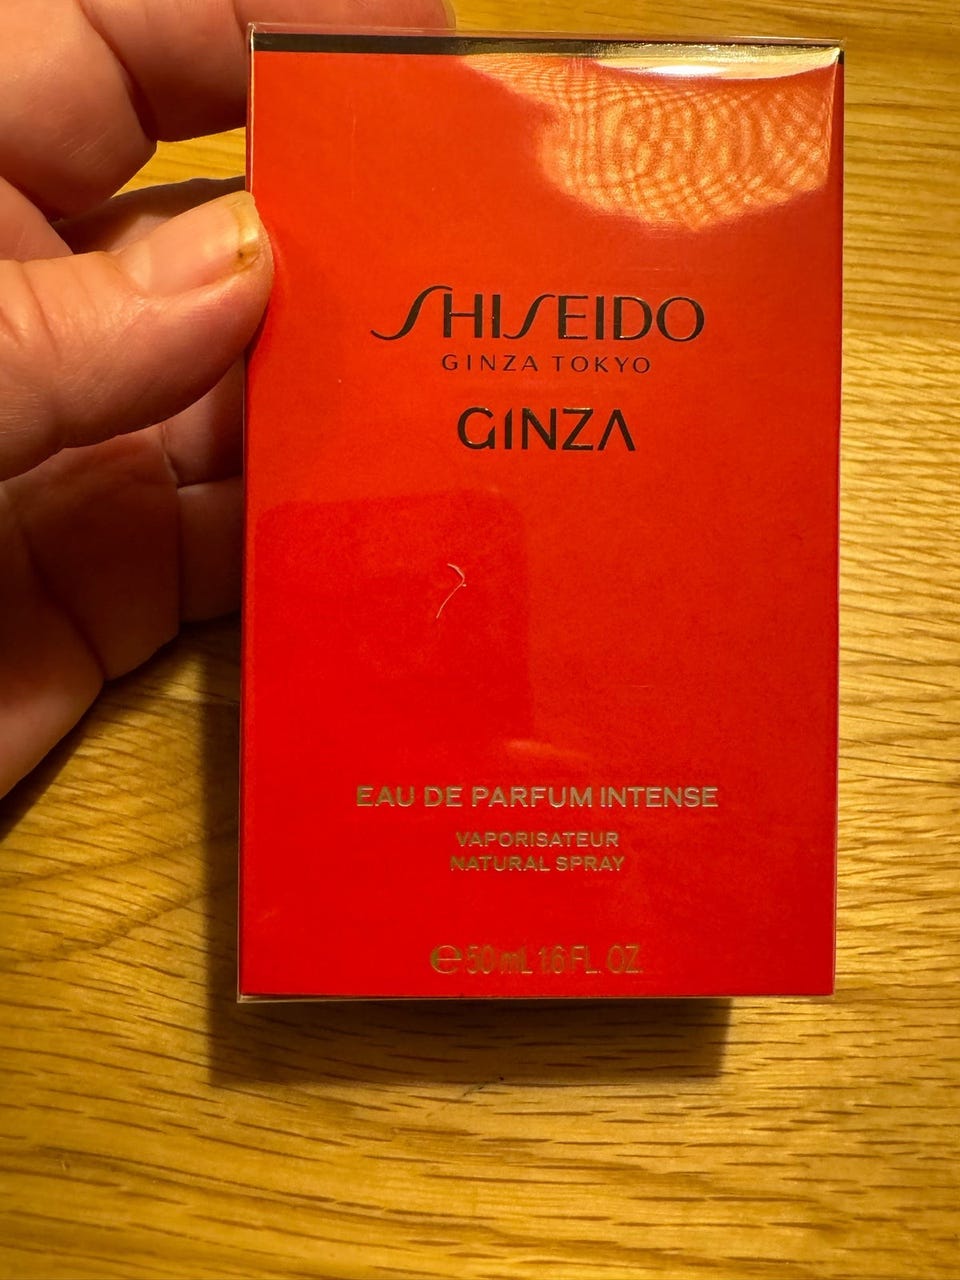 SHISEIDO
GINZA TOKYO
GINZA
EAU DE PARFUM INTENSE
VAPORISATEUR
NATURAL SPRAY
℮50 mL 1.6 FL. OZ.